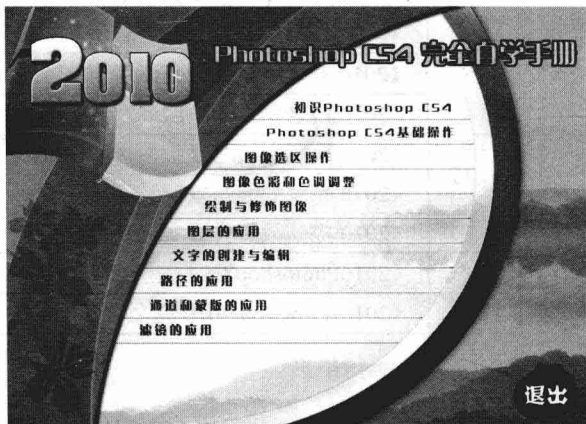 2010 Photoshop CS4 完全自学手册
初识Photoshop CS4
Photoshop CS4基础操作
图像选区操作
图像色彩和色调调整
绘制与修饰图像
图层的应用
文字的创建与编辑
路径的应用
通道和蒙版的应用
滤镜的应用
退出